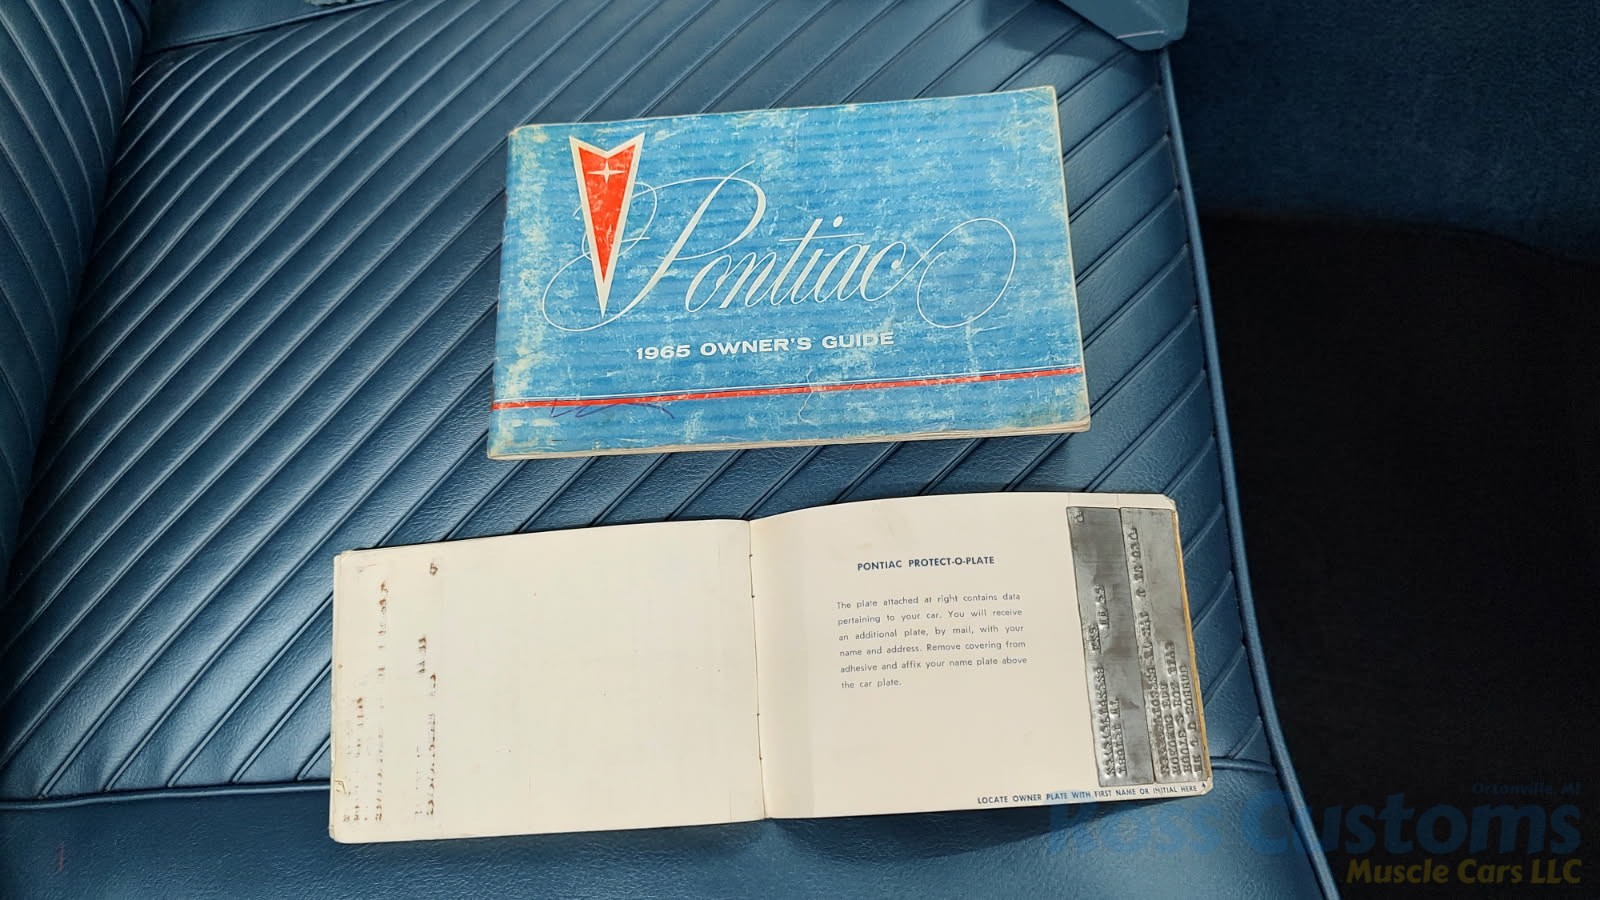 Pontiac
1965 OWNER'S GUIDE
PONTIAC PROTECT-O-PLATE
The plate attached at right contains data
pertaining to your car. You will receive
an additional plate, by mail, with your
name and address. Remove covering from
adhesive and affix your name plate above
the car plate.
LOCATE OWNER PLATE WITH FIRST NAME OR INITIAL HERE
Ortonville, MI
Kass Customs
Muscle Cars LLC